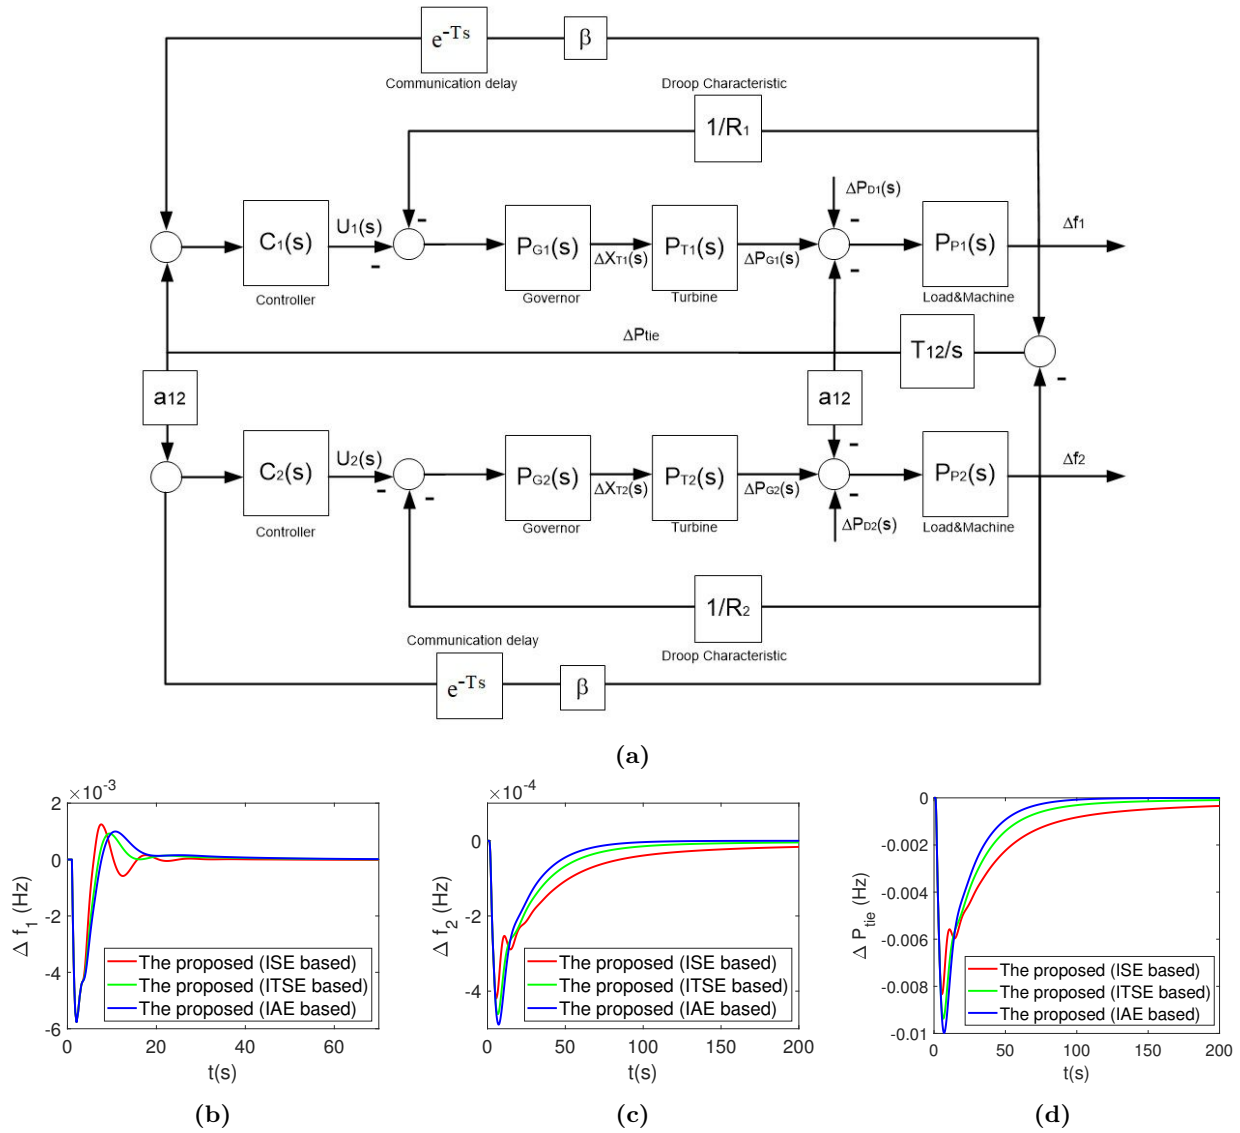 e-Ts
β
Communication delay
Droop Characteristic
1/R1
ΔPD1(s)
C1(s)
U1(s)
-
-
PG1(s)
ΔXT1(s)
PT1(s)
ΔPG1(s)
-
-
PP1(s)
Δf1
Controller
Governor
Turbine
Load&Machine
ΔPtie
T12/s
-
a12
a12
C2(s)
U2(s)
-
-
PG2(s)
ΔXT2(s)
PT2(s)
ΔPG2(s)
-
-
PP2(s)
Δf2
Controller
Governor
Turbine
ΔPD2(s)
Load&Machine
1/R2
Communication delay
Droop Characteristic
e-Ts
β
(a)
×10-3
2
0
-2
-4
-6
Δ f1 (Hz)
The proposed (ISE based)
The proposed (ITSE based)
The proposed (IAE based)
0 20 40 60
t(s)
(b)
×10-4
0
-2
-4
Δ f2 (Hz)
The proposed (ISE based)
The proposed (ITSE based)
The proposed (IAE based)
0 50 100 150 200
t(s)
(c)
0
-0.002
-0.004
-0.006
-0.008
-0.01
Δ Ptie (Hz)
The proposed (ISE based)
The proposed (ITSE based)
The proposed (IAE based)
0 50 100 150 200
t(s)
(d)